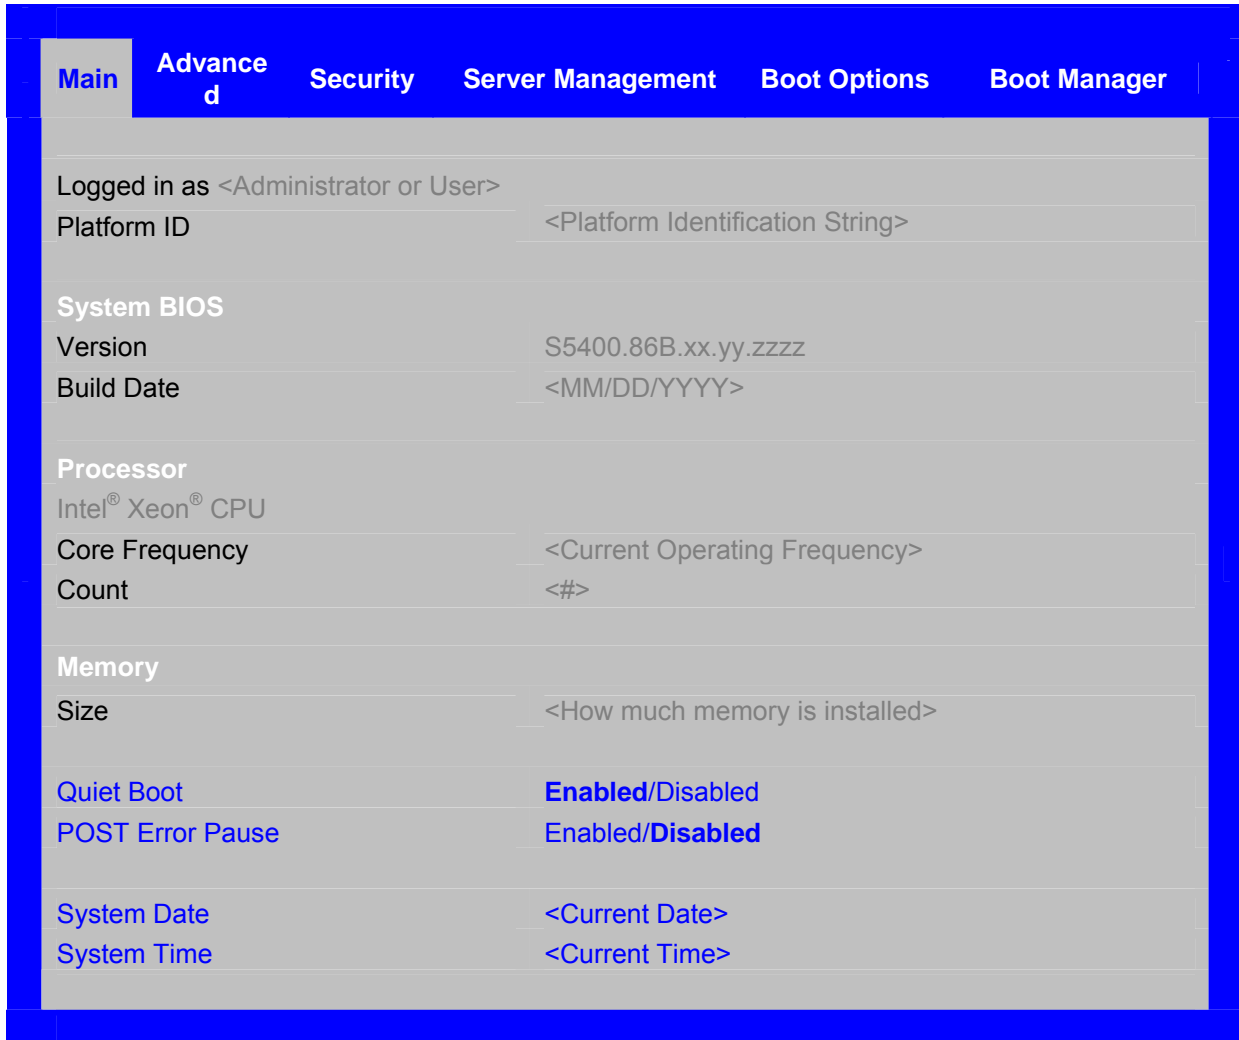 Main Advance
d Security Server Management Boot Options Boot Manager
Logged in as <Administrator or User>
Platform ID <Platform Identification String>
System BIOS
Version S5400.86B.xx.yy.zzzz
Build Date <MM/DD/YYYY>
Processor
Intel® Xeon® CPU
Core Frequency <Current Operating Frequency>
Count <#>
Memory
Size <How much memory is installed>
Quiet Boot Enabled/Disabled
POST Error Pause Enabled/Disabled
System Date <Current Date>
System Time <Current Time>